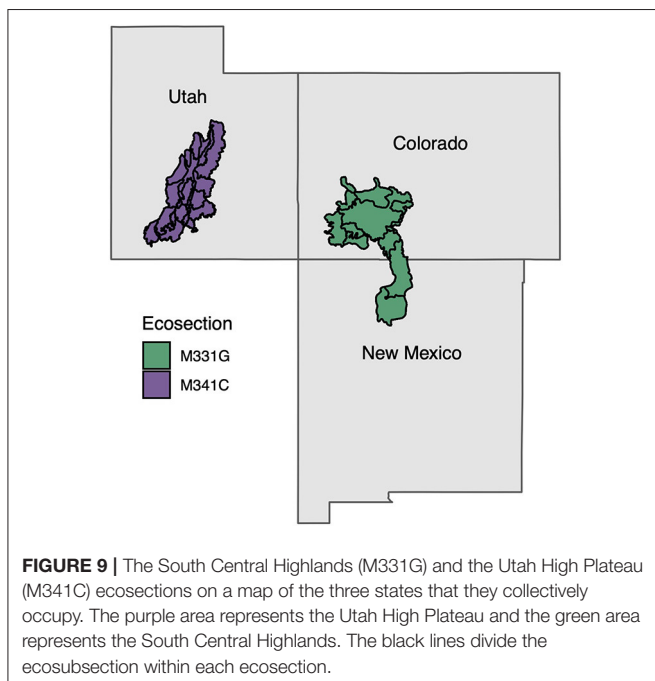 Utah
Colorado
Ecosection
M331G
M341C
New Mexico
FIGURE 9 | The South Central Highlands (M331G) and the Utah High Plateau
(M341C) ecosections on a map of the three states that they collectively
occupy. The purple area represents the Utah High Plateau and the green area
represents the South Central Highlands. The black lines divide the
ecosubsection within each ecosection.